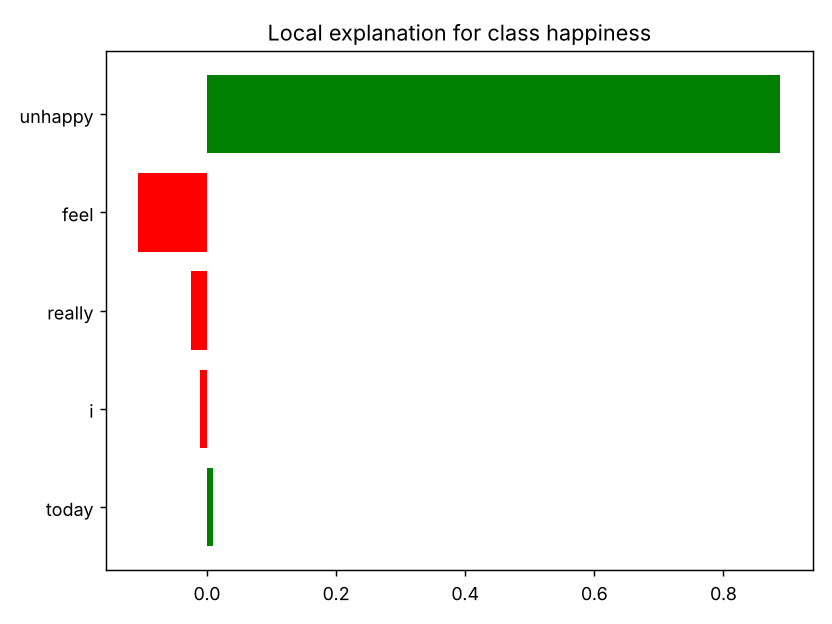 Local explanation for class happiness
unhappy
feel
really
i
today
0.0 0.2 0.4 0.6 0.8